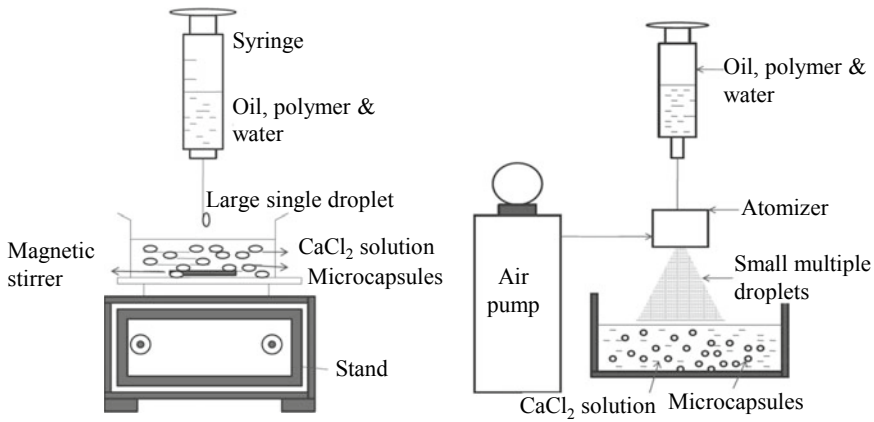 Syringe
Oil, polymer &
water
Large single droplet
CaCl₂ solution
Microcapsules
Magnetic
stirrer
Stand
Oil, polymer &
water
Atomizer
Small multiple
droplets
Air
pump
CaCl₂ solution
Microcapsules